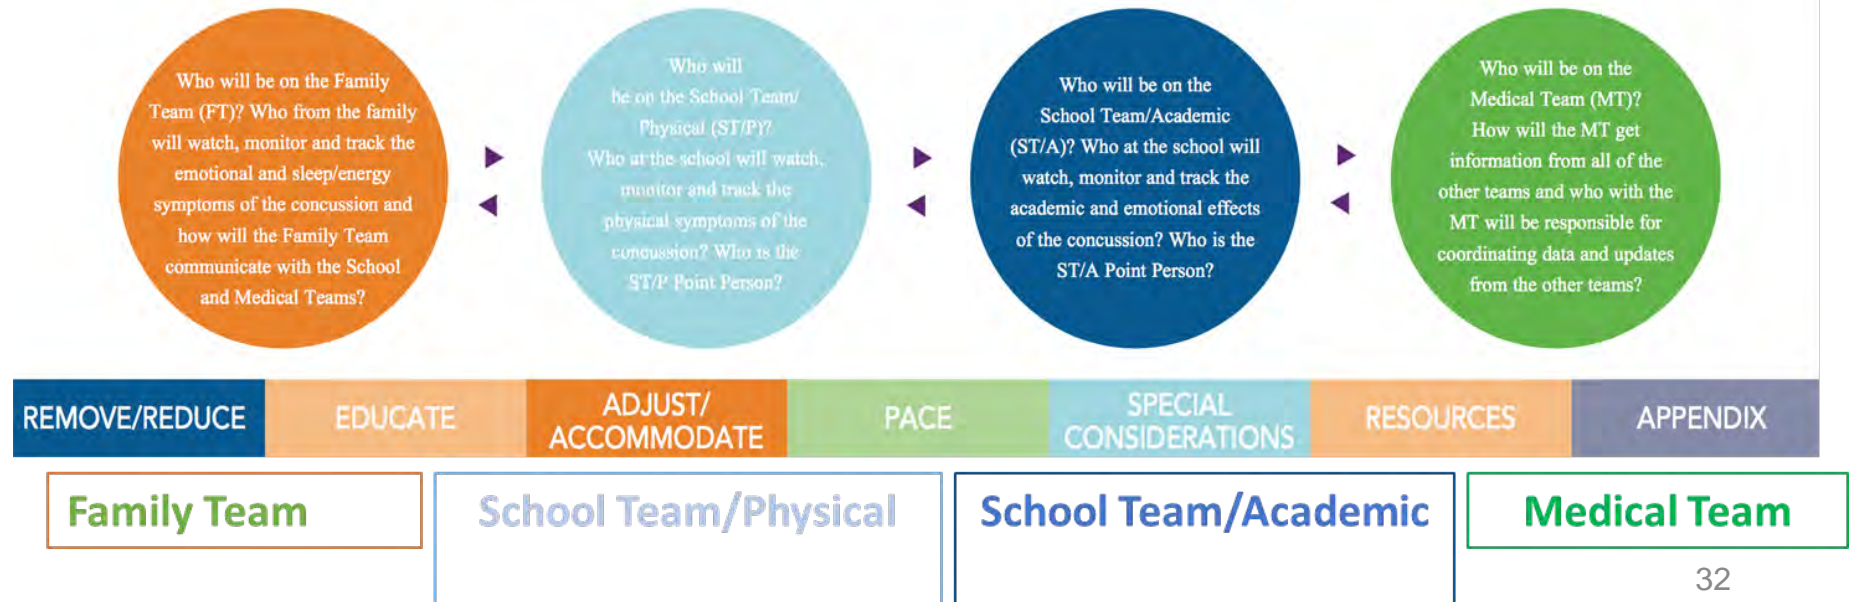 Who will be on the Family
Team (FT)? Who from the family
will watch, monitor and track the
emotional and sleep/energy
symptoms of the concussion and
how will the Family Team
communicate with the School
and Medical Teams?
Who will
be on the School Team/
Physical (ST/P)?
Who at the school will watch,
monitor and track the
physical symptoms of the
concussion? Who is the
ST/P Point Person?
Who will be on the
School Team/Academic
(ST/A)? Who at the school will
watch, monitor and track the
academic and emotional effects
of the concussion? Who is the
ST/A Point Person?
Who will be on the
Medical Team (MT)?
How will the MT get
information from all of the
other teams and who with the
MT will be responsible for
coordinating data and updates
from the other teams?
REMOVE/REDUCE
EDUCATE
ADJUST/
ACCOMMODATE
PACE
SPECIAL
CONSIDERATIONS
RESOURCES
APPENDIX
Family Team
School Team/Physical
School Team/Academic
Medical Team
32